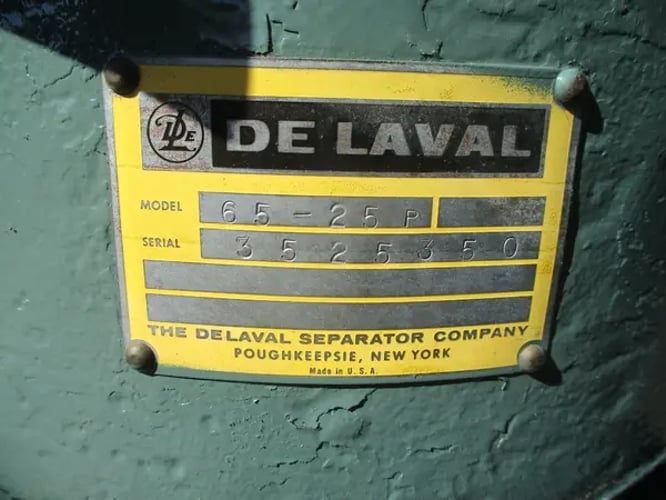 DLE DE LAVAL
MODEL 65-25P
SERIAL 3525350
THE DELAVAL SEPARATOR COMPANY
POUGHKEEPSIE, NEW YORK
Made in U.S.A.